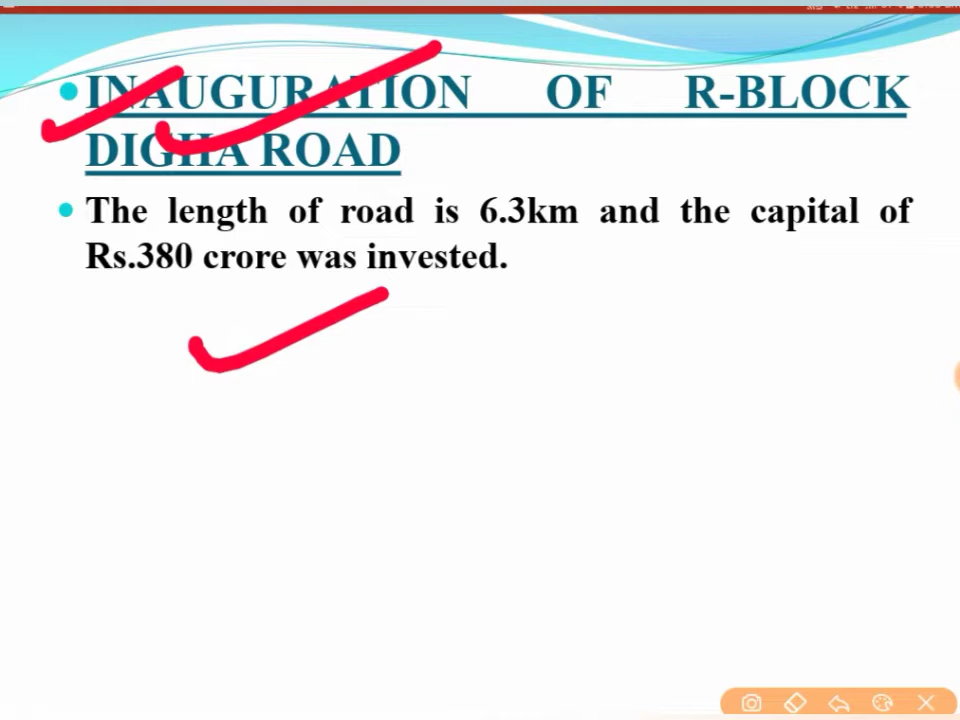 INAUGURATION OF R-BLOCK
DIGHA ROAD
The length of road is 6.3km and the capital of
Rs.380 crore was invested.